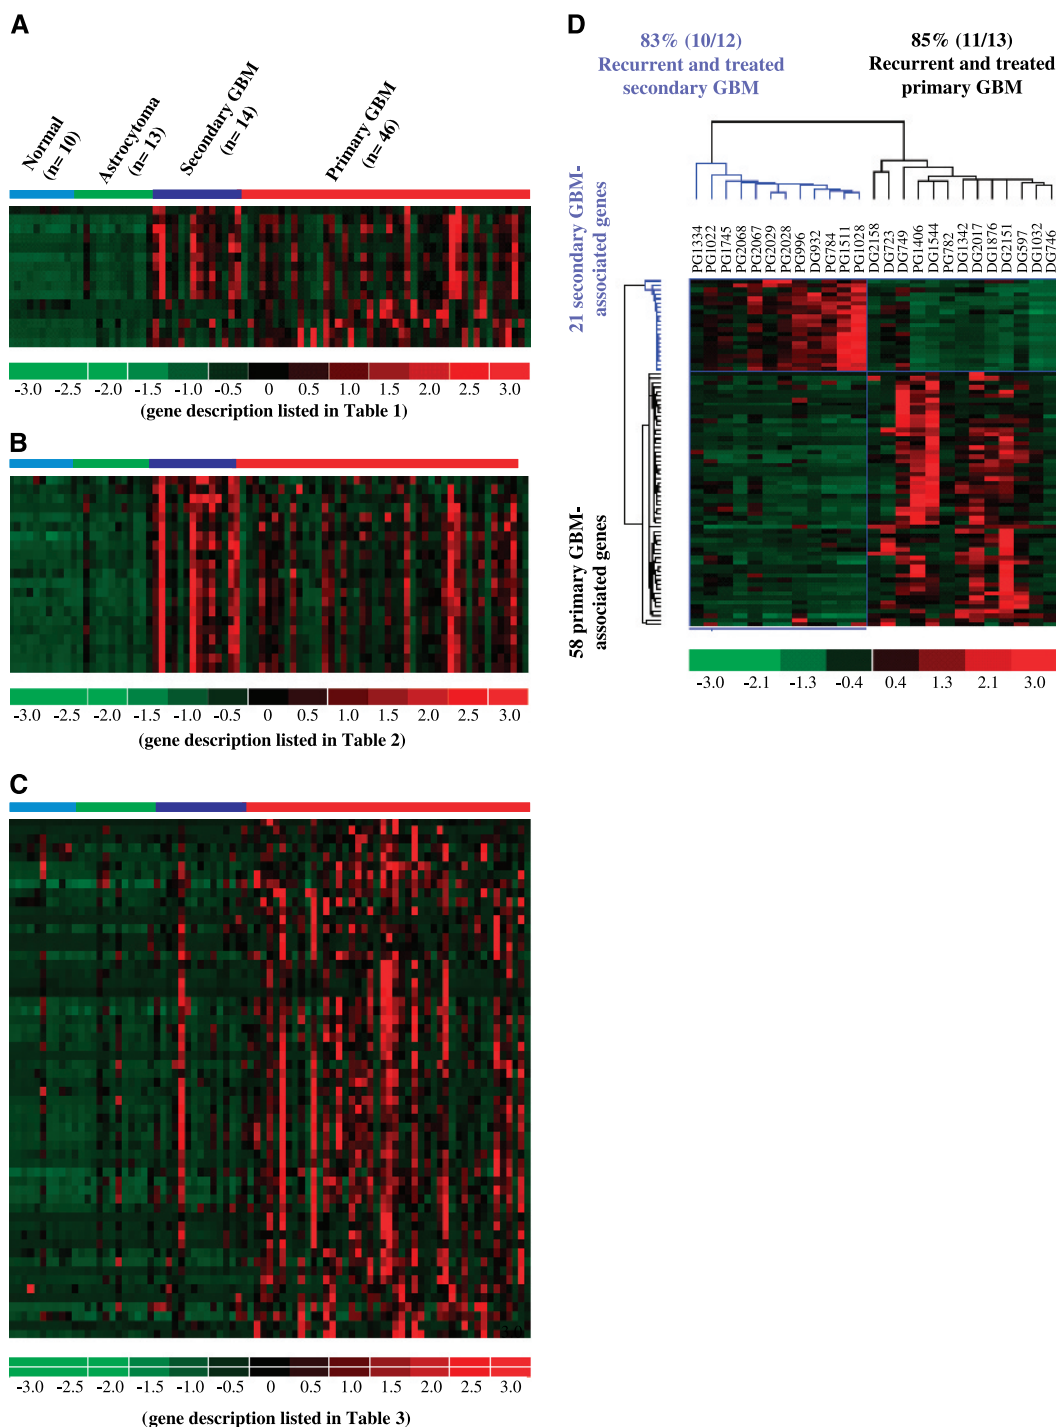 A
Normal
(n= 10)
Astrocytoma
(n= 13)
Secondary GBM
(n= 14)
Primary GBM
(n= 46)
-3.0 -2.5 -2.0 -1.5 -1.0 -0.5 0 0.5 1.0 1.5 2.0 2.5 3.0
(gene description listed in Table 1)
B
-3.0 -2.5 -2.0 -1.5 -1.0 -0.5 0 0.5 1.0 1.5 2.0 2.5 3.0
(gene description listed in Table 2)
C
-3.0 -2.5 -2.0 -1.5 -1.0 -0.5 0 0.5 1.0 1.5 2.0 2.5 3.0
(gene description listed in Table 3)
D
83% (10/12)
Recurrent and treated
secondary GBM
85% (11/13)
Recurrent and treated
primary GBM
PG1334
PG1022
PG1745
PG2068
PG2067
PG2029
PG2028
PG996
DG932
PG784
PG1511
PG1028
DG2158
DG723
DG749
PG1406
DG1544
PG782
DG1342
DG2017
DG1876
DG2151
DG597
DG1032
DG746
21 secondary GBM-
associated genes
58 primary GBM-
associated genes
-3.0 -2.1 -1.3 -0.4 0.4 1.3 2.1 3.0